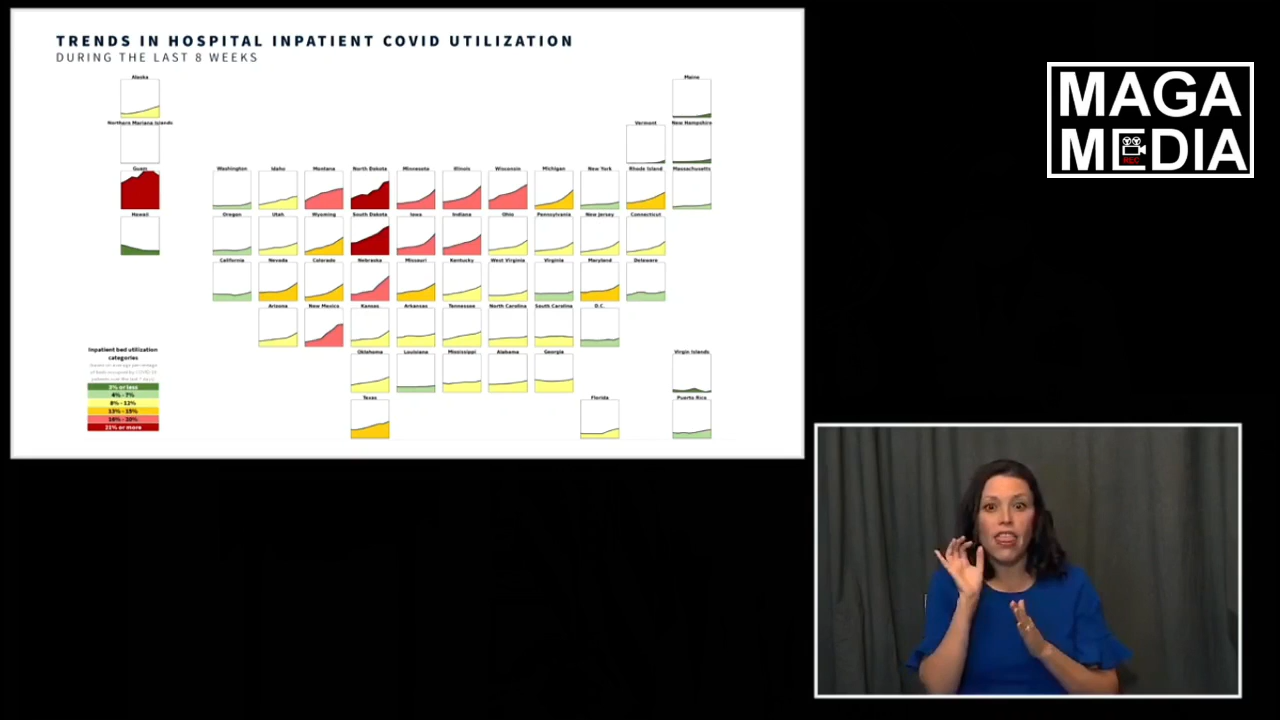 TRENDS IN HOSPITAL INPATIENT COVID UTILIZATION
DURING THE LAST 8 WEEKS
MAGA
MEDIA
REC
Alaska
Maine
Northern Mariana Islands
Vermont
New Hampshire
Guam
Washington
Idaho
Montana
North Dakota
Minnesota
Illinois
Wisconsin
Michigan
New York
Rhode Island
Massachusetts
Hawaii
Oregon
Utah
Wyoming
South Dakota
Iowa
Indiana
Ohio
Pennsylvania
New Jersey
Connecticut
California
Nevada
Colorado
Nebraska
Missouri
Kentucky
West Virginia
Virginia
Maryland
Delaware
Arizona
New Mexico
Kansas
Arkansas
Tennessee
North Carolina
South Carolina
D.C.
Oklahoma
Louisiana
Mississippi
Alabama
Georgia
Virgin Islands
Texas
Florida
Puerto Rico
Inpatient bed utilization
categories
3% or less
4% - 7%
8% - 12%
13% - 15%
16% - 20%
21% or more